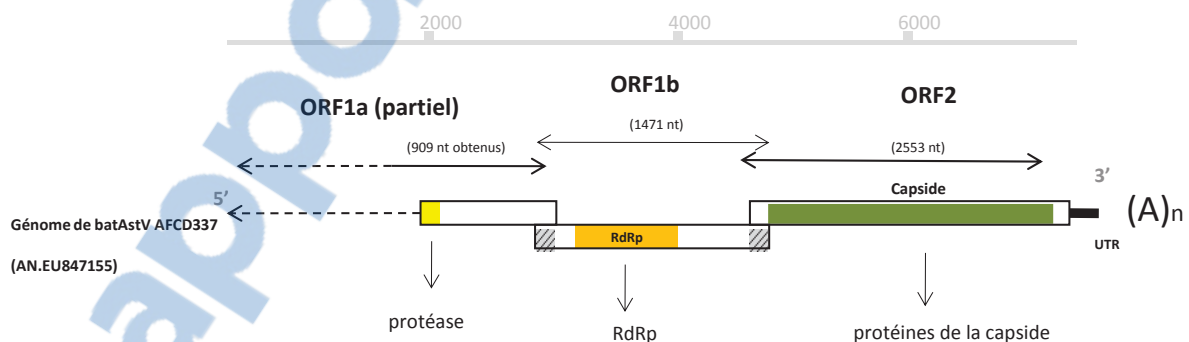 2000 4000 6000
ORF1a (partiel) ORF1b ORF2
(909 nt obtenus) (1471 nt) (2553 nt)
Capside
5’ 3’
Génome de batAstV AFCD337
(AN.EU847155)
RdRp
(A)n
UTR
protéase RdRp protéines de la capside